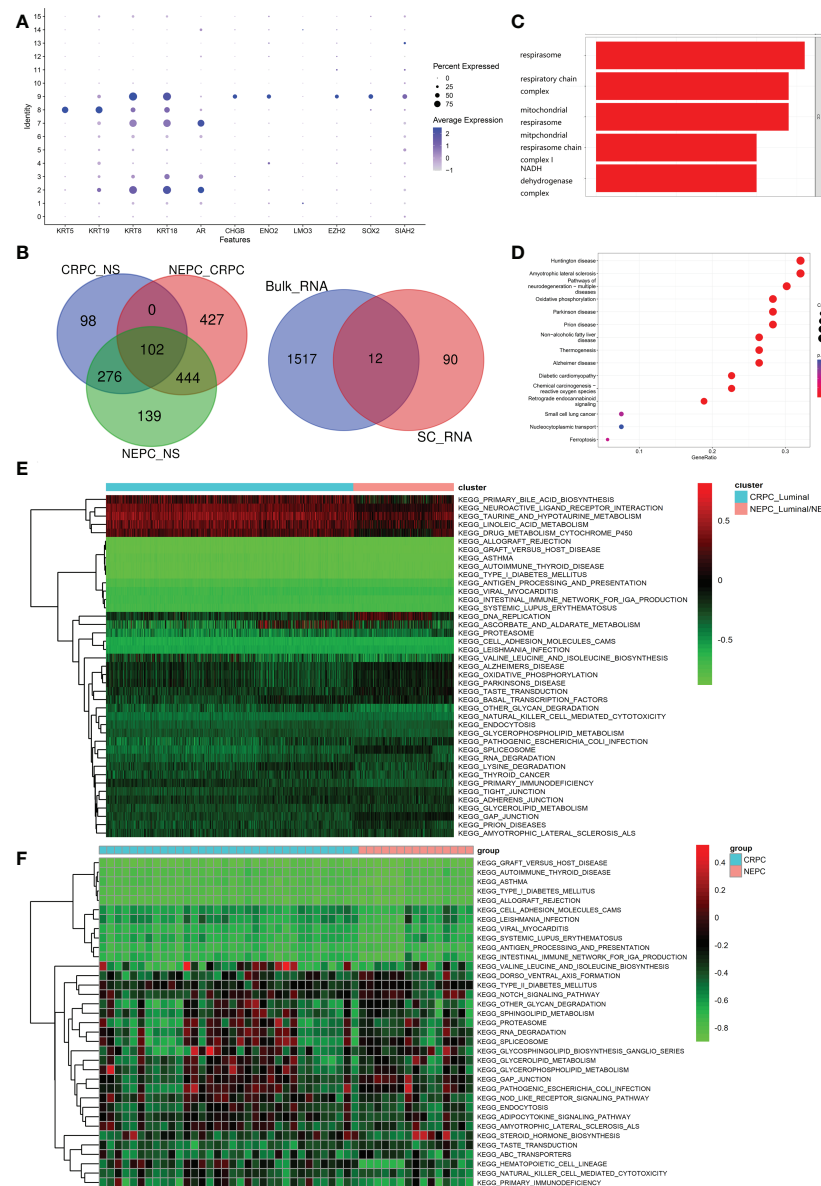 A
15
14
13
12
11
10
9
8
7
6
5
4
3
2
1
0
Identity
KRT5 KRT19 KRT8 KRT18 AR CHGB ENO2 LMO3 EZH2 SOX2 SIAH2
Features
Percent Expressed
0
25
50
75
Average Expression
2
1
0
−1
C
respirasome
respiratory chain
complex
mitochondrial
respirasome
mitpchondrial
respirasome chain
complex I
NADH
dehydrogenase
complex
B
CRPC_NS
NEPC_CRPC
98
0
427
102
276
444
139
NEPC_NS
Bulk_RNA
1517
12
90
SC_RNA
D
Huntington disease
Amyotrophic lateral sclerosis
Pathways of
neurodegeneration − multiple
diseases
Oxidative phosphorylation
Parkinson disease
Prion disease
Non−alcoholic fatty liver
disease
Thermogenesis
Alzheimer disease
Diabetic cardiomyopathy
Chemical carcinogenesis −
reactive oxygen species
Retrograde endocannabinoid
signaling
Small cell lung cancer
Nucleocytoplasmic transport
Ferroptosis
0.1 0.2 0.3
GeneRatio
E
cluster
KEGG_PRIMARY_BILE_ACID_BIOSYNTHESIS
KEGG_NEUROACTIVE_LIGAND_RECEPTOR_INTERACTION
KEGG_TAURINE_AND_HYPOTAURINE_METABOLISM
KEGG_LINOLEIC_ACID_METABOLISM
KEGG_DRUG_METABOLISM_CYTOCHROME_P450
KEGG_ALLOGRAFT_REJECTION
KEGG_GRAFT_VERSUS_HOST_DISEASE
KEGG_ASTHMA
KEGG_AUTOIMMUNE_THYROID_DISEASE
KEGG_TYPE_I_DIABETES_MELLITUS
KEGG_ANTIGEN_PROCESSING_AND_PRESENTATION
KEGG_VIRAL_MYOCARDITIS
KEGG_INTESTINAL_IMMUNE_NETWORK_FOR_IGA_PRODUCTION
KEGG_SYSTEMIC_LUPUS_ERYTHEMATOSUS
KEGG_DNA_REPLICATION
KEGG_ASCORBATE_AND_ALDARATE_METABOLISM
KEGG_PROTEASOME
KEGG_CELL_ADHESION_MOLECULES_CAMS
KEGG_LEISHMANIA_INFECTION
KEGG_VALINE_LEUCINE_AND_ISOLEUCINE_BIOSYNTHESIS
KEGG_ALZHEIMERS_DISEASE
KEGG_OXIDATIVE_PHOSPHORYLATION
KEGG_PARKINSONS_DISEASE
KEGG_TASTE_TRANSDUCTION
KEGG_BASAL_TRANSCRIPTION_FACTORS
KEGG_OTHER_GLYCAN_DEGRADATION
KEGG_NATURAL_KILLER_CELL_MEDIATED_CYTOTOXICITY
KEGG_ENDOCYTOSIS
KEGG_GLYCEROPHOSPHOLIPID_METABOLISM
KEGG_PATHOGENIC_ESCHERICHIA_COLI_INFECTION
KEGG_SPLICEOSOME
KEGG_RNA_DEGRADATION
KEGG_LYSINE_DEGRADATION
KEGG_THYROID_CANCER
KEGG_PRIMARY_IMMUNODEFICIENCY
KEGG_TIGHT_JUNCTION
KEGG_ADHERENS_JUNCTION
KEGG_GLYCEROLIPID_METABOLISM
KEGG_GAP_JUNCTION
KEGG_PRION_DISEASES
KEGG_AMYOTROPHIC_LATERAL_SCLEROSIS_ALS
0.5
0
-0.5
cluster
CRPC_Luminal
NEPC_Luminal/NE
F
group
KEGG_GRAFT_VERSUS_HOST_DISEASE
KEGG_AUTOIMMUNE_THYROID_DISEASE
KEGG_ASTHMA
KEGG_TYPE_I_DIABETES_MELLITUS
KEGG_ALLOGRAFT_REJECTION
KEGG_CELL_ADHESION_MOLECULES_CAMS
KEGG_LEISHMANIA_INFECTION
KEGG_VIRAL_MYOCARDITIS
KEGG_SYSTEMIC_LUPUS_ERYTHEMATOSUS
KEGG_ANTIGEN_PROCESSING_AND_PRESENTATION
KEGG_INTESTINAL_IMMUNE_NETWORK_FOR_IGA_PRODUCTION
KEGG_VALINE_LEUCINE_AND_ISOLEUCINE_BIOSYNTHESIS
KEGG_DORSO_VENTRAL_AXIS_FORMATION
KEGG_TYPE_II_DIABETES_MELLITUS
KEGG_NOTCH_SIGNALING_PATHWAY
KEGG_OTHER_GLYCAN_DEGRADATION
KEGG_SPHINGOLIPID_METABOLISM
KEGG_PROTEASOME
KEGG_RNA_DEGRADATION
KEGG_SPLICEOSOME
KEGG_GLYCOSPHINGOLIPID_BIOSYNTHESIS_GANGLIO_SERIES
KEGG_GLYCEROLIPID_METABOLISM
KEGG_GLYCEROPHOSPHOLIPID_METABOLISM
KEGG_GAP_JUNCTION
KEGG_PATHOGENIC_ESCHERICHIA_COLI_INFECTION
KEGG_NOD_LIKE_RECEPTOR_SIGNALING_PATHWAY
KEGG_ENDOCYTOSIS
KEGG_ADIPOCYTOKINE_SIGNALING_PATHWAY
KEGG_AMYOTROPHIC_LATERAL_SCLEROSIS_ALS
KEGG_STEROID_HORMONE_BIOSYNTHESIS
KEGG_TASTE_TRANSDUCTION
KEGG_ABC_TRANSPORTERS
KEGG_HEMATOPOIETIC_CELL_LINEAGE
KEGG_NATURAL_KILLER_CELL_MEDIATED_CYTOTOXICITY
KEGG_PRIMARY_IMMUNODEFICIENCY
0.4
0.2
0
-0.2
-0.4
-0.6
-0.8
group
CRPC
NEPC